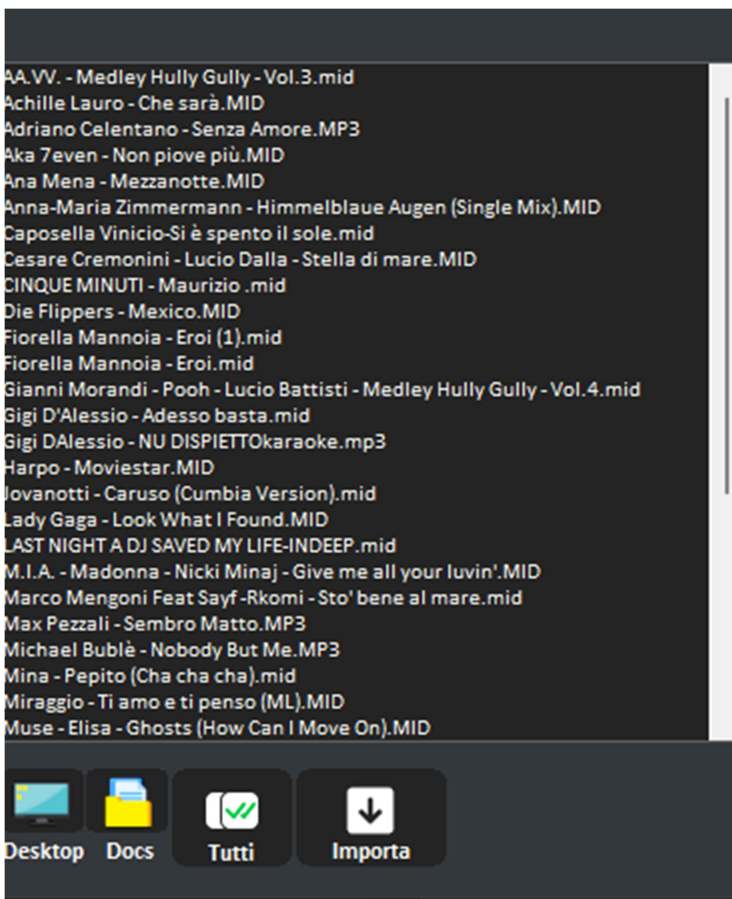 AA.VV. - Medley Hully Gully - Vol.3.mid
Achille Lauro - Che sarà.MID
Adriano Celentano - Senza Amore.MP3
Aka 7even - Non piove più.MID
Ana Mena - Mezzanotte.MID
Anna-Maria Zimmermann - Himmelblaue Augen (Single Mix).MID
Caposella Vinicio-Si è spento il sole.mid
Cesare Cremonini - Lucio Dalla - Stella di mare.MID
CINQUE MINUTI - Maurizio .mid
Die Flippers - Mexico.MID
Fiorella Mannoia - Eroi (1).mid
Fiorella Mannoia - Eroi.mid
Gianni Morandi - Pooh - Lucio Battisti - Medley Hully Gully - Vol.4.mid
Gigi D'Alessio - Adesso basta.mid
Gigi DAlessio - NU DISPIETTOkaraoke.mp3
Harpo - Moviestar.MID
Jovanotti - Caruso (Cumbia Version).mid
Lady Gaga - Look What I Found.MID
LAST NIGHT A DJ SAVED MY LIFE-INDEEP.mid
M.I.A. - Madonna - Nicki Minaj - Give me all your luvin'.MID
Marco Mengoni Feat Sayf -Rkomi - Sto' bene al mare.mid
Max Pezzali - Sembro Matto.MP3
Michael Bublè - Nobody But Me.MP3
Mina - Pepito (Cha cha cha).mid
Miraggio - Ti amo e ti penso (ML).MID
Muse - Elisa - Ghosts (How Can I Move On).MID
Desktop Docs Tutti Importa